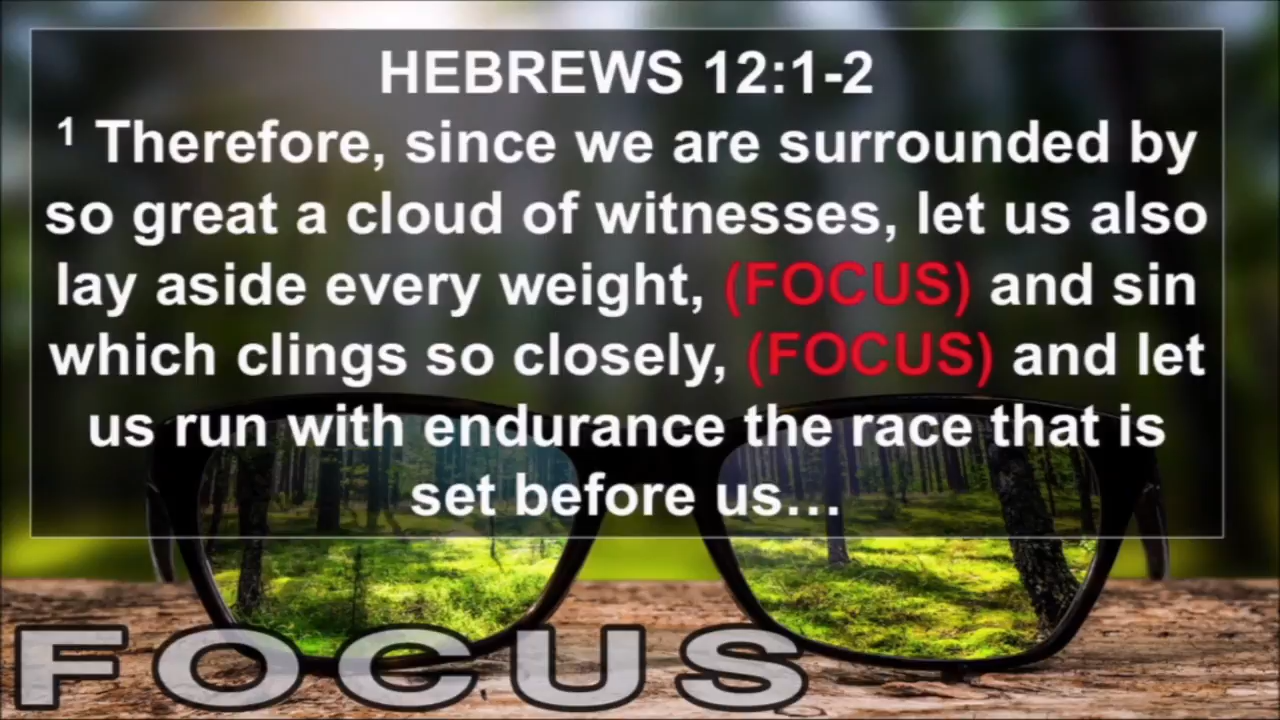 HEBREWS 12:1-2
1 Therefore, since we are surrounded by
so great a cloud of witnesses, let us also
lay aside every weight, (FOCUS) and sin
which clings so closely, (FOCUS) and let
us run with endurance the race that is
set before us…
FOCUS